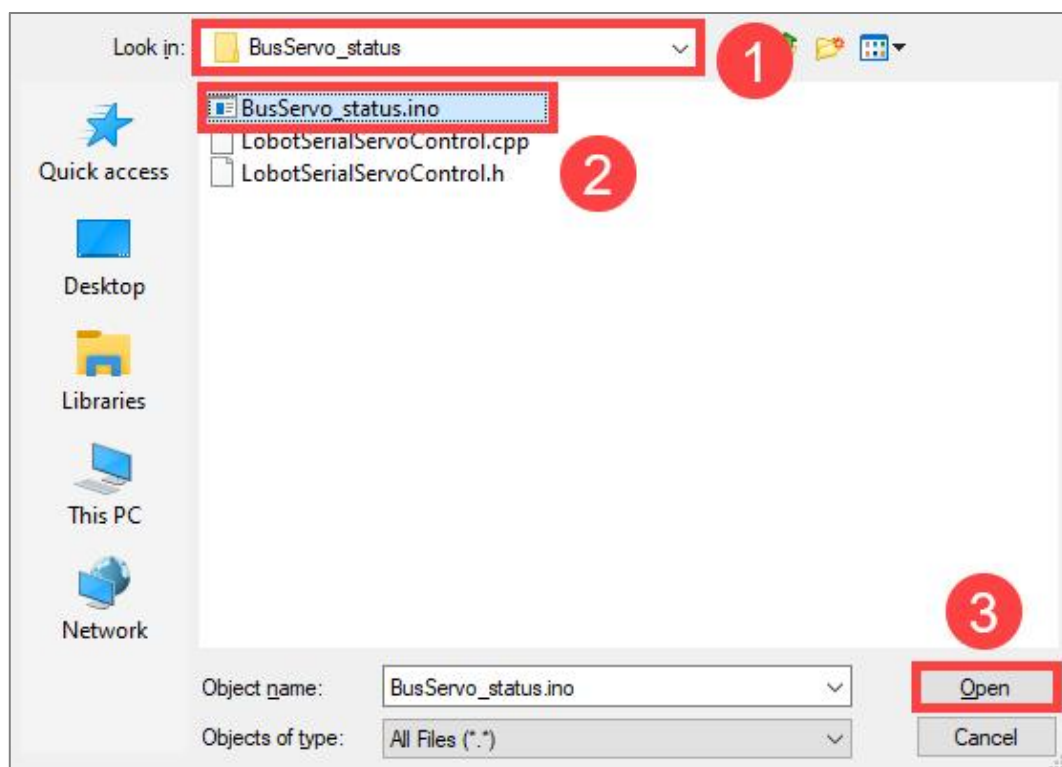 Look in: BusServo_status
1
BusServo_status.ino
LobotSerialServoControl.cpp
LobotSerialServoControl.h
2
Quick access
Desktop
Libraries
This PC
Network
3
Object name: BusServo_status.ino Open
Objects of type: All Files (*.*) Cancel